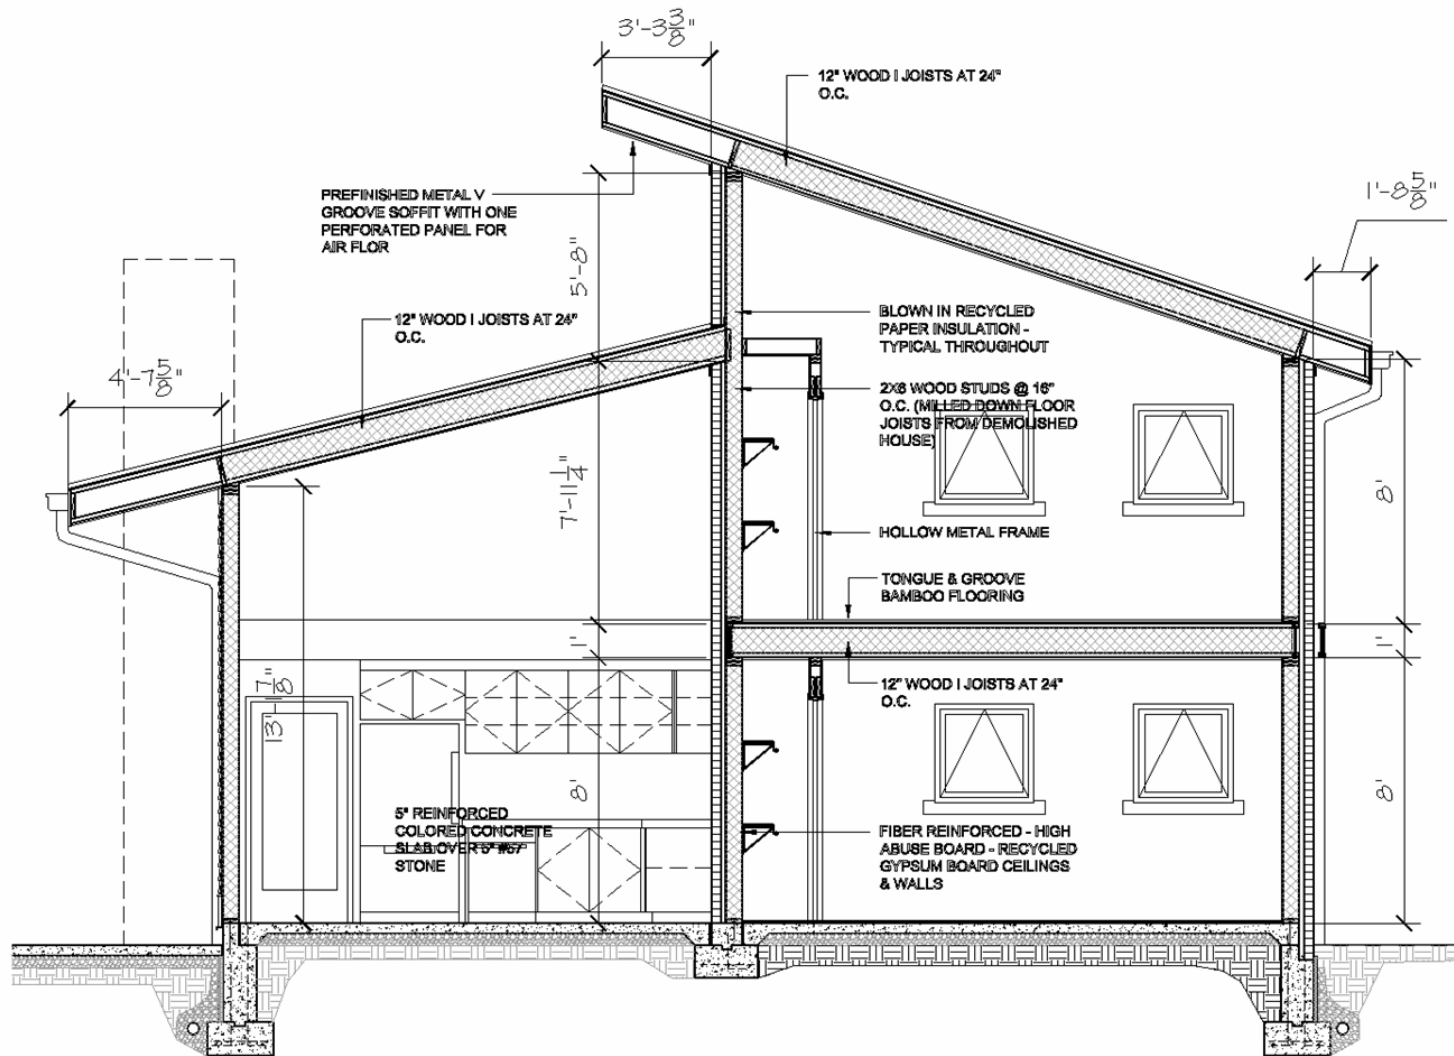 3'-3 3/8"
12" WOOD I JOISTS AT 24"
O.C.
PREFINISHED METAL V
GROOVE SOFFIT WITH ONE
PERFORATED PANEL FOR
AIR FLOR
1'-8 5/8"
5'-8"
12" WOOD I JOISTS AT 24"
O.C.
BLOWN IN RECYCLED
PAPER INSULATION -
TYPICAL THROUGHOUT
4'-7 5/8"
2X6 WOOD STUDS @ 16"
O.C. (MILLED DOWN FLOOR
JOISTS FROM DEMOLISHED
HOUSE)
7'-11 1/4"
8'
HOLLOW METAL FRAME
TONGUE & GROOVE
BAMBOO FLOORING
1'
1'
13'-1 7/8"
12" WOOD I JOISTS AT 24"
O.C.
8'
8'
5" REINFORCED
COLORED CONCRETE
SLAB OVER 5" #57
STONE
FIBER REINFORCED - HIGH
ABUSE BOARD - RECYCLED
GYPSUM BOARD CEILINGS
& WALLS